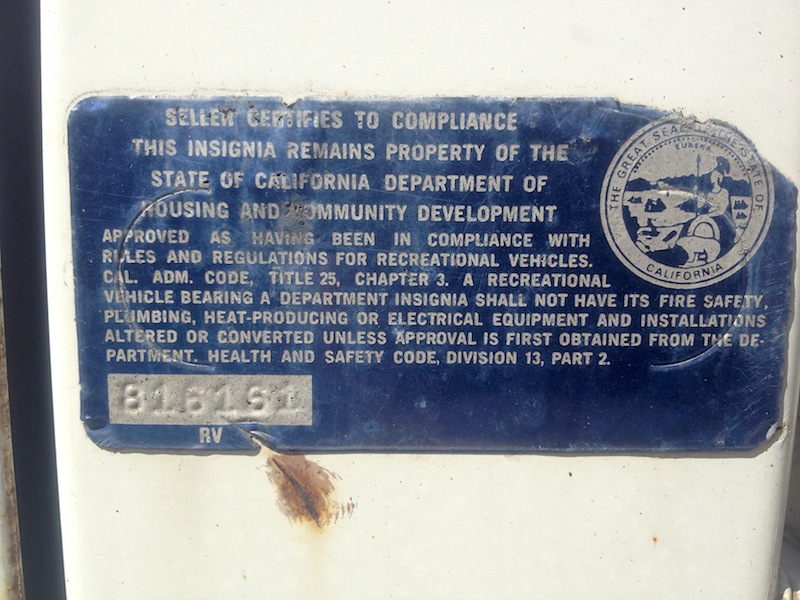 SELLER CERTIFIES TO COMPLIANCE
THIS INSIGNIA REMAINS PROPERTY OF THE
STATE OF CALIFORNIA DEPARTMENT OF
HOUSING AND COMMUNITY DEVELOPMENT
APPROVED AS HAVING BEEN IN COMPLIANCE WITH
RULES AND REGULATIONS FOR RECREATIONAL VEHICLES.
CAL. ADM. CODE, TITLE 25, CHAPTER 3. A RECREATIONAL
VEHICLE BEARING A DEPARTMENT INSIGNIA SHALL NOT HAVE ITS FIRE SAFETY,
PLUMBING, HEAT-PRODUCING OR ELECTRICAL EQUIPMENT AND INSTALLATIONS
ALTERED OR CONVERTED UNLESS APPROVAL IS FIRST OBTAINED FROM THE DE-
PARTMENT. HEALTH AND SAFETY CODE, DIVISION 13, PART 2.
816151
RV
THE GREAT SEAL OF THE STATE OF
EUREKA
CALIFORNIA